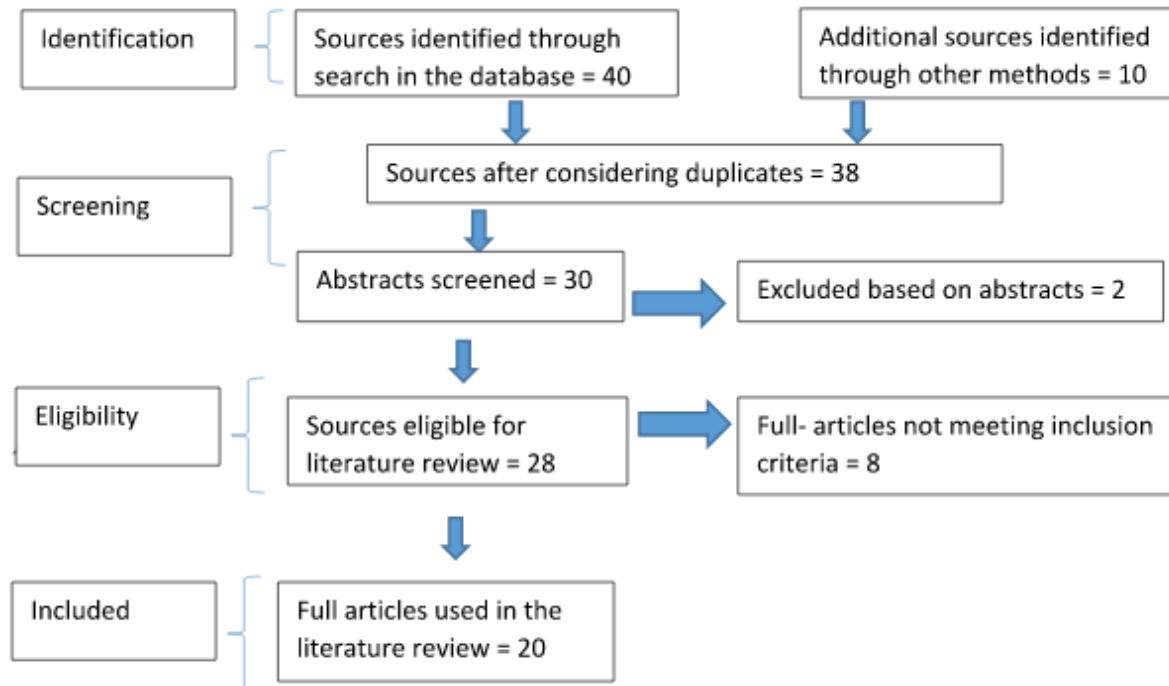 Identification
Sources identified through
search in the database = 40
Additional sources identified
through other methods = 10
Sources after considering duplicates = 38
Screening
Abstracts screened = 30
Excluded based on abstracts = 2
Eligibility
Sources eligible for
literature review = 28
Full- articles not meeting inclusion
criteria = 8
Included
Full articles used in the
literature review = 20